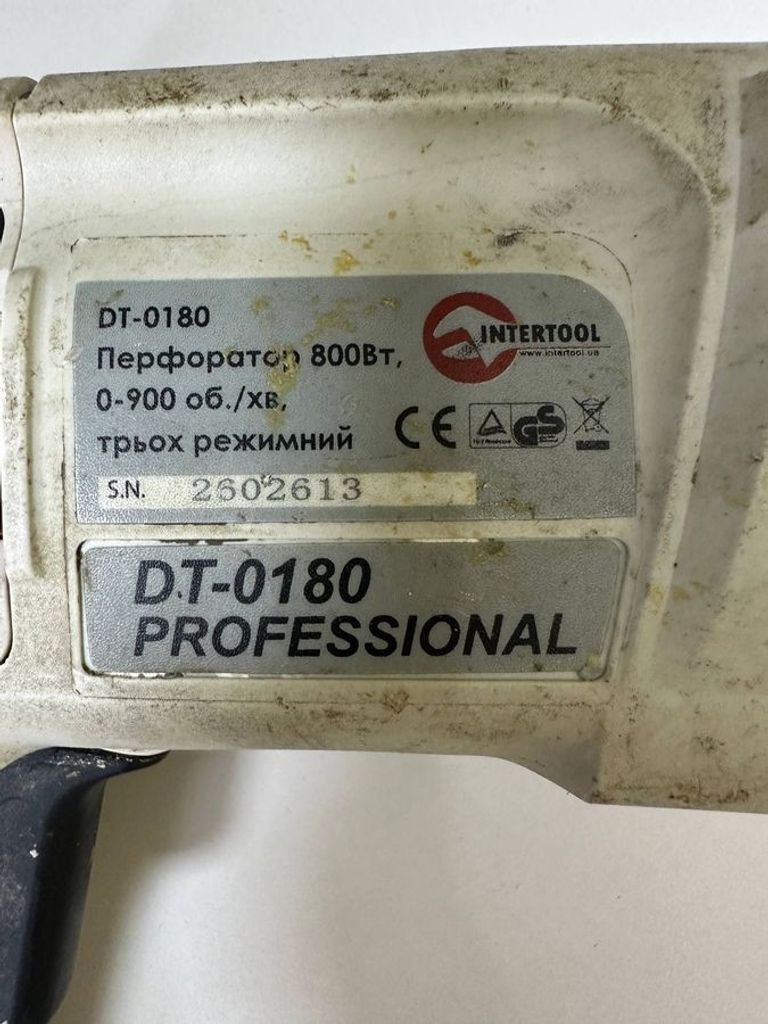 DT-0180
Перфоратор 800Вт,
0-900 об./хв,
трьох режимний
S.N. 2602613
INTERTOOL
www.intertool.ua
CE
GS
DT-0180
PROFESSIONAL